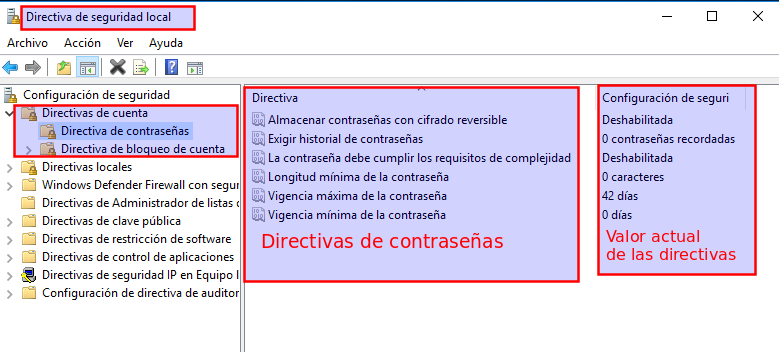 Directiva de seguridad local
Archivo Acción Ver Ayuda
Configuración de seguridad
Directivas de cuenta
Directiva de contraseñas
Directiva de bloqueo de cuenta
Directivas locales
Windows Defender Firewall con segur
Directivas de Administrador de listas c
Directivas de clave pública
Directivas de restricción de software
Directivas de control de aplicaciones
Directivas de seguridad IP en Equipo l
Configuración de directiva de auditor
Directiva Configuración de seguri
Almacenar contraseñas con cifrado reversible Deshabilitada
Exigir historial de contraseñas 0 contraseñas recordadas
La contraseña debe cumplir los requisitos de complejidad Deshabilitada
Longitud mínima de la contraseña 0 caracteres
Vigencia máxima de la contraseña 42 días
Vigencia mínima de la contraseña 0 días
Directivas de contraseñas
Valor actual
de las directivas